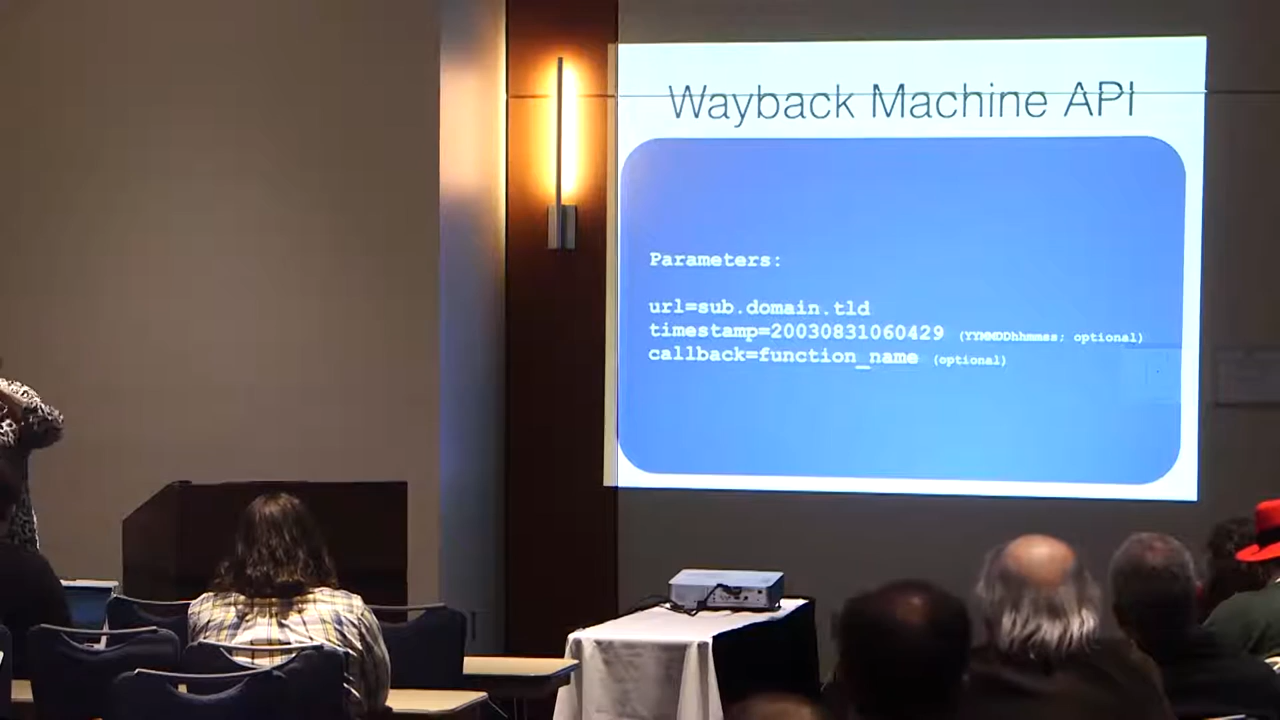 Wayback Machine API
Parameters:
url=sub.domain.tld
timestamp=20030831060429 (YYMMDDhhmmss; optional)
callback=function_name (optional)